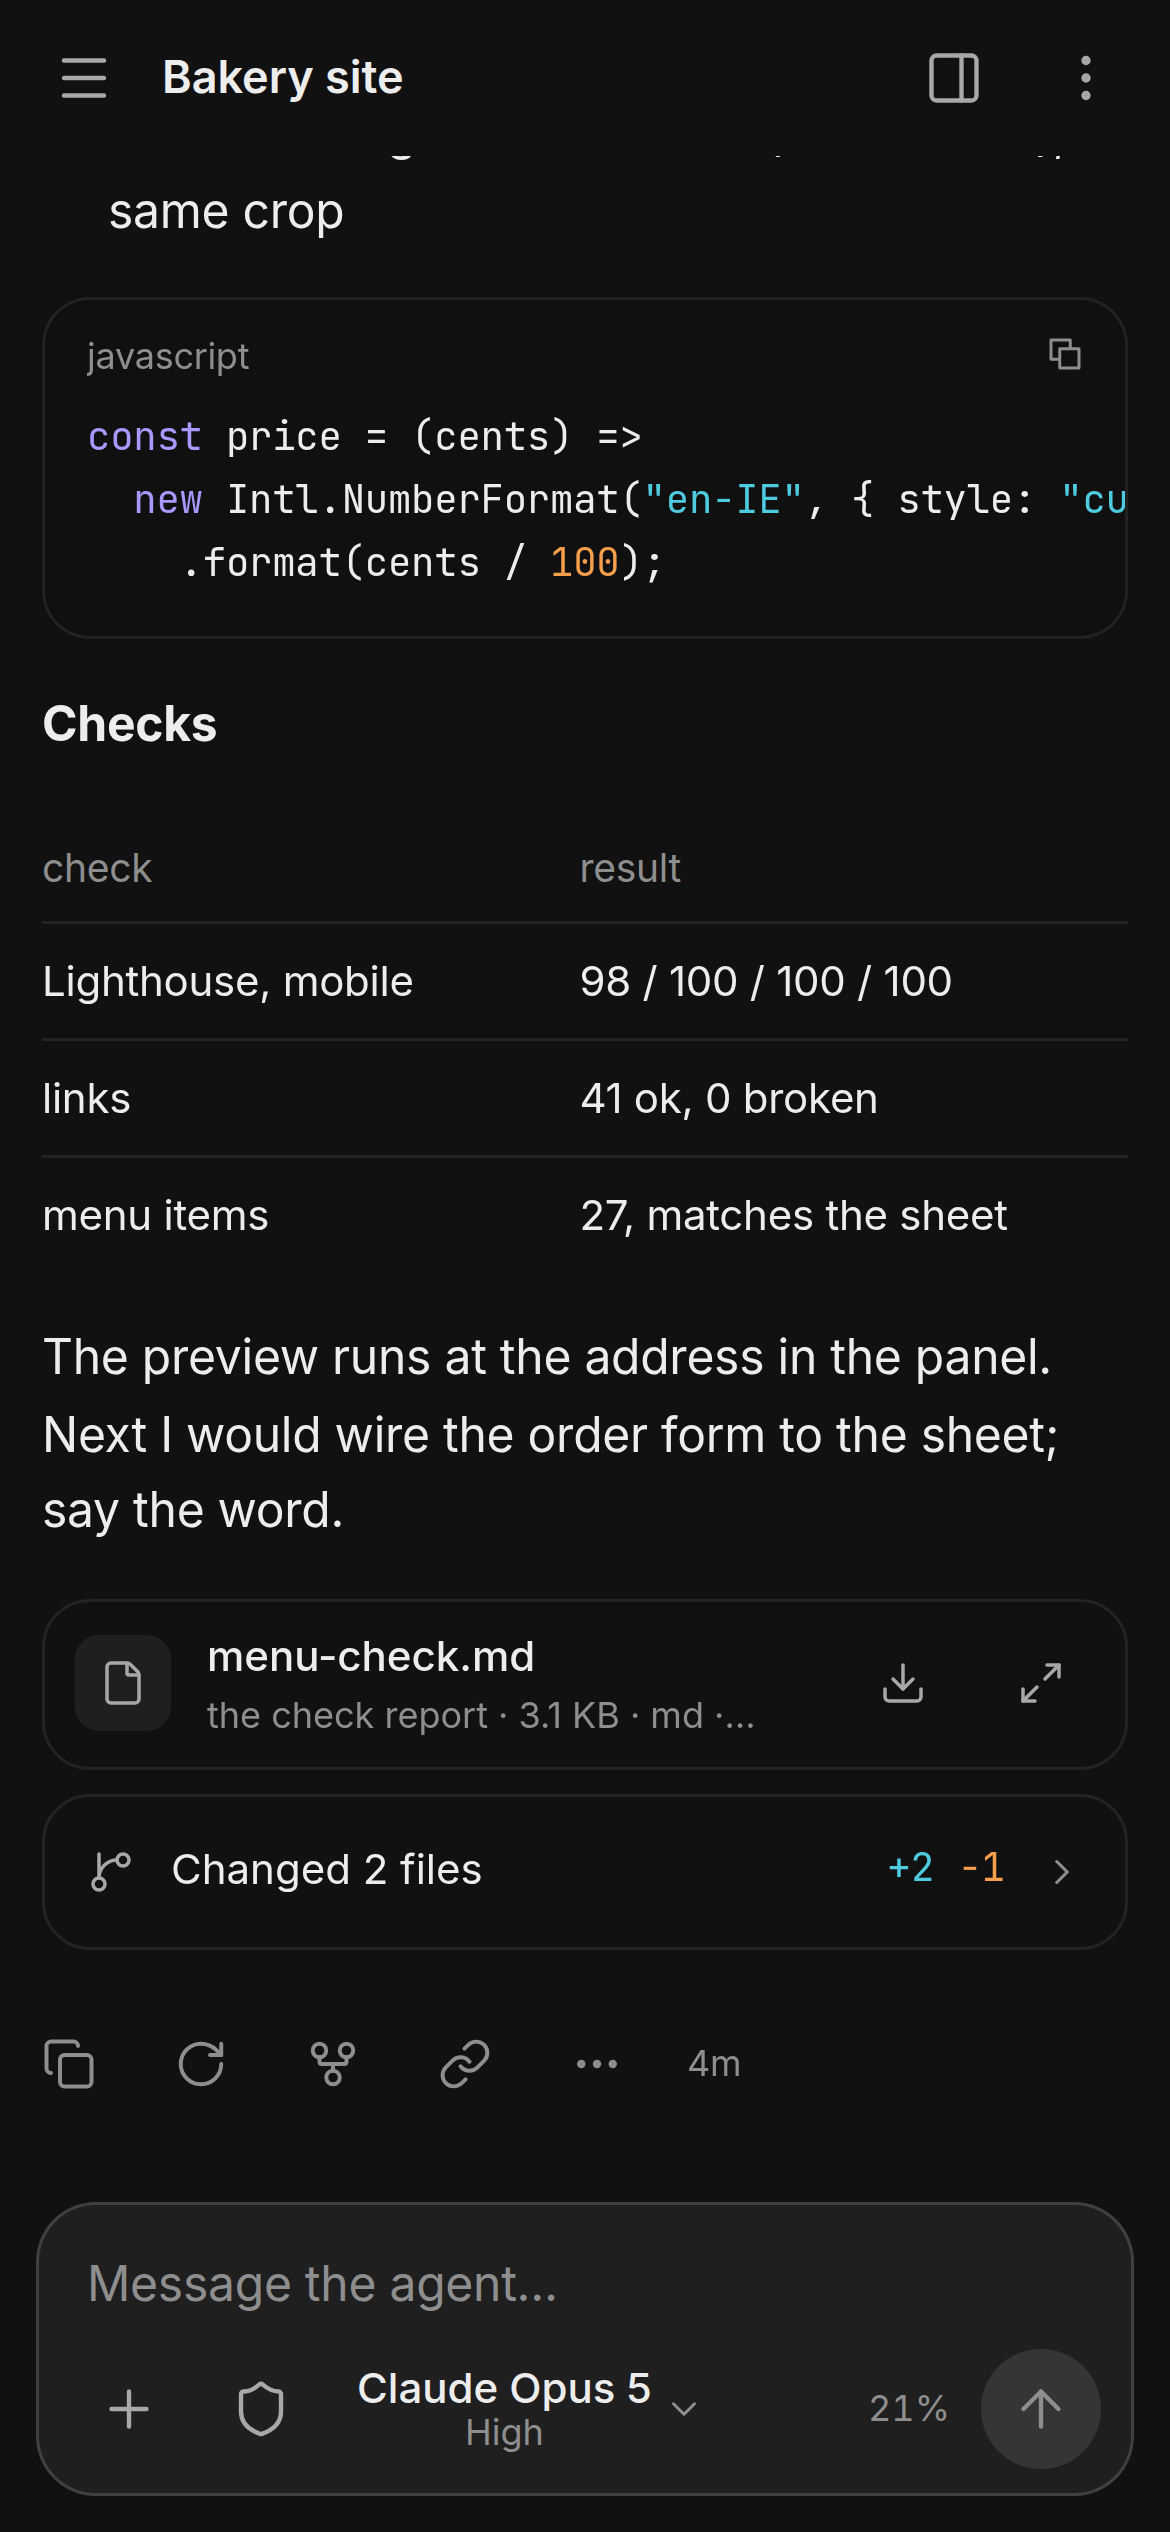 Bakery site
same crop
javascript
const price = (cents) =>
new Intl.NumberFormat("en-IE", { style: "cu
.format(cents / 100);
Checks
check result
Lighthouse, mobile 98 / 100 / 100 / 100
links 41 ok, 0 broken
menu items 27, matches the sheet
The preview runs at the address in the panel.
Next I would wire the order form to the sheet;
say the word.
menu-check.md
the check report · 3.1 KB · md ·...
Changed 2 files +2 -1
4m
Message the agent...
Claude Opus 5
High
21%